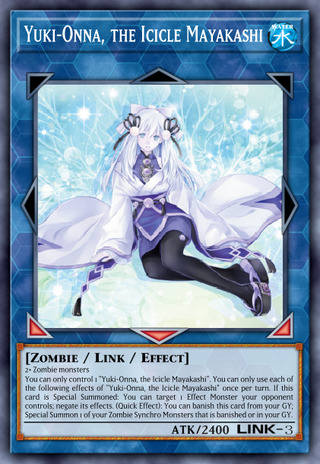 Yuki-Onna, the Icicle Mayakashi
WATER
水
[Zombie / Link / Effect]
2+ Zombie monsters
You can only control 1 "Yuki-Onna, the Icicle Mayakashi". You can only use each of
the following effects of "Yuki-Onna, the Icicle Mayakashi" once per turn. If this
card is Special Summoned: You can target 1 Effect Monster your opponent
controls; negate its effects. (Quick Effect): You can banish this card from your GY;
Special Summon 1 of your Zombie Synchro Monsters that is banished or in your GY.
ATK/2400 LINK-3